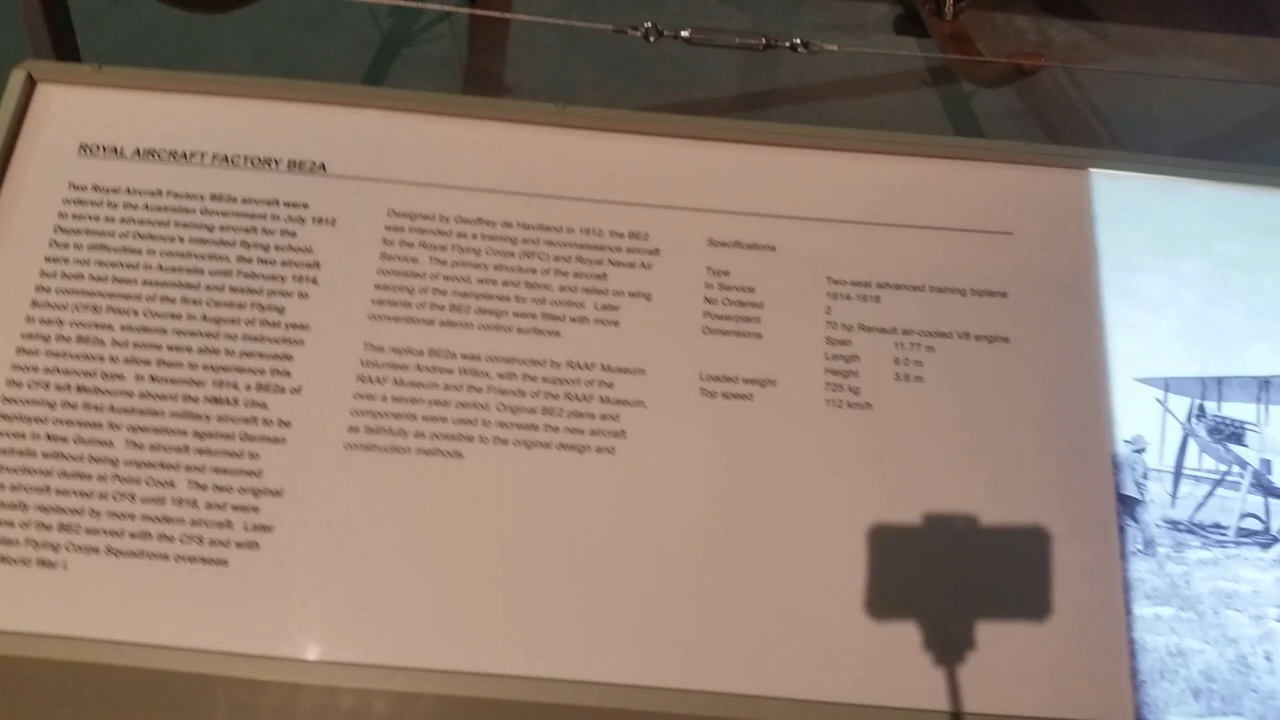 ROYAL AIRCRAFT FACTORY BE2A
Two Royal Aircraft Factory BE2a aircraft were
ordered by the Australian Government in July 1912
to serve as advanced training aircraft for the
Department of Defence's intended flying school.
Due to difficulties in construction, the two aircraft
were not received in Australia until February 1914,
but both had been assembled and tested prior to
the commencement of the first Central Flying
School (CFS) Pilot's Course in August of that year.
In early courses, students received no instruction
using the BE2a, but some were able to persuade
their instructors to allow them to experience this
more advanced type. In November 1914, a BE2a of
the CFS left Melbourne aboard the HMAS
becoming the first Australian military aircraft to be
deployed overseas for operations against German
in New Guinea. The aircraft returned to
without being unpacked and resumed
duties at Point Cook. The two original
aircraft served at CFS until 1918, and were
replaced by more modern aircraft. Later
of the BE2 served with the CFS and with
Flying Corps Squadrons overseas
World War I.
Designed by Geoffrey de Havilland in 1912, the BE2
was intended as a training and reconnaissance aircraft
for the Royal Flying Corps (RFC) and Royal Naval Air
Service. The primary structure of the aircraft
consisted of wood, wire and fabric, and relied on wing
warping of the mainplanes for roll control. Later
variants of the BE2 design were fitted with more
conventional aileron control surfaces.
This replica BE2a was constructed by RAAF Museum
Volunteer Andrew Willox, with the support of the
RAAF Museum and the Friends of the RAAF Museum,
over a seven-year period. Original BE2 plans and
components were used to recreate the new aircraft
as faithfully as possible to the original design and
construction methods.
Specifications
Type Two-seat advanced training biplane
In Service 1914-1918
No Ordered 2
Powerplant 70 hp Renault air-cooled V8 engine
Dimensions Span 11.77 m
Length 9.0 m
Height 3.6 m
Loaded weight 725 kg
Top speed 112 km/h